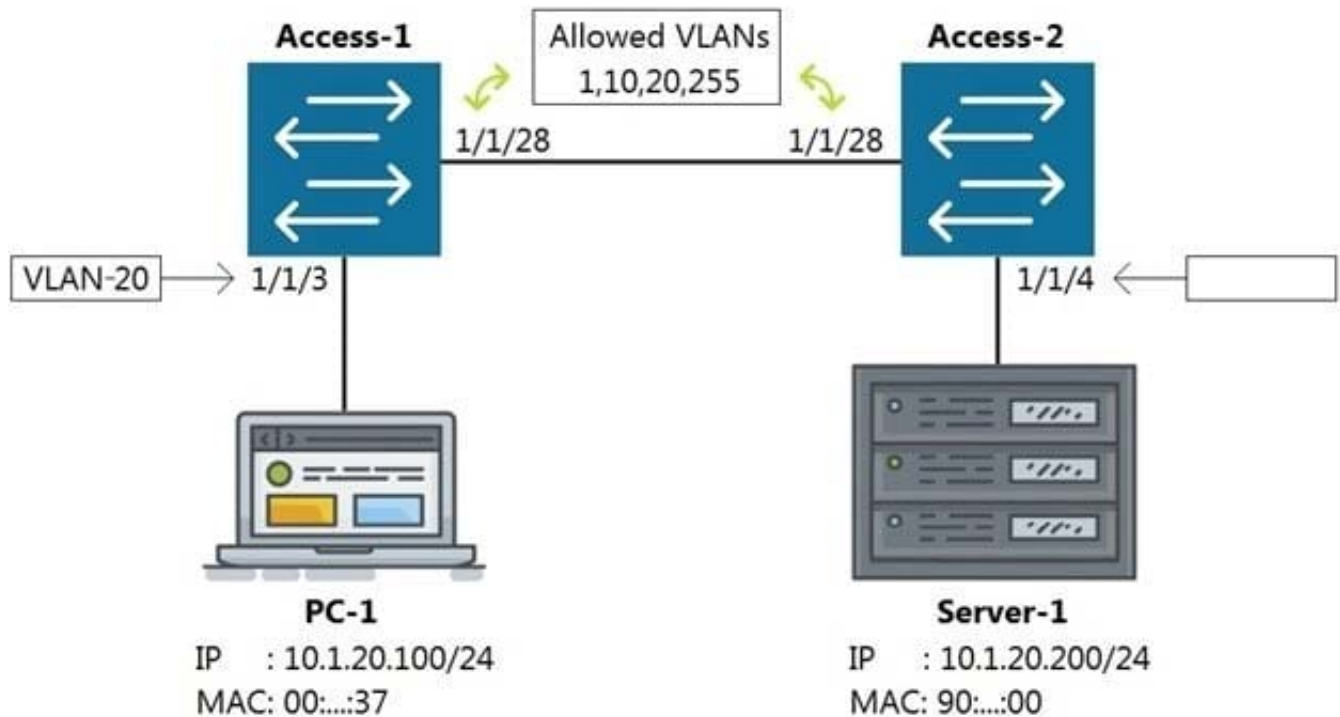 Access-1
Allowed VLANs
1,10,20,255
Access-2
1/1/28
1/1/28
VLAN-20
1/1/3
1/1/4
PC-1
IP : 10.1.20.100/24
MAC: 00:...:37
Server-1
IP : 10.1.20.200/24
MAC: 90:...:00